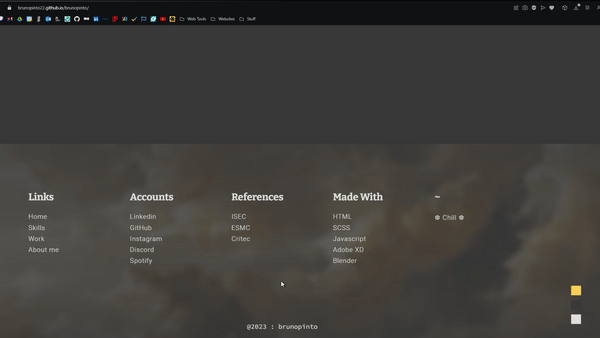 brunopinto22.github.io/brunopinto/
Web Tools Websites Stuff
Links Accounts References Made With ~
Home Linkedin ISEC HTML ❄ Chill ❄
Skills GitHub ESMC SCSS
Work Instagram Critec Javascript
About me Discord Adobe XD
Spotify Blender
@2023 : brunopinto